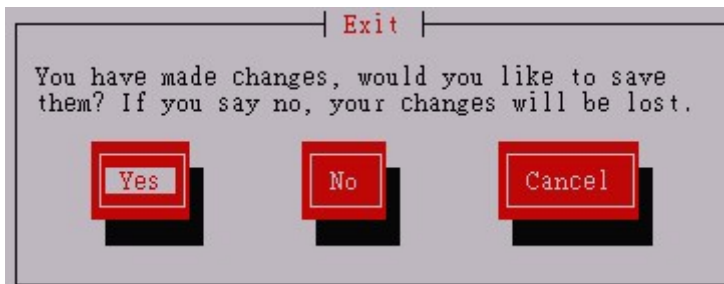 Exit
You have made changes, would you like to save
them? If you say no, your changes will be lost.
Yes
No
Cancel